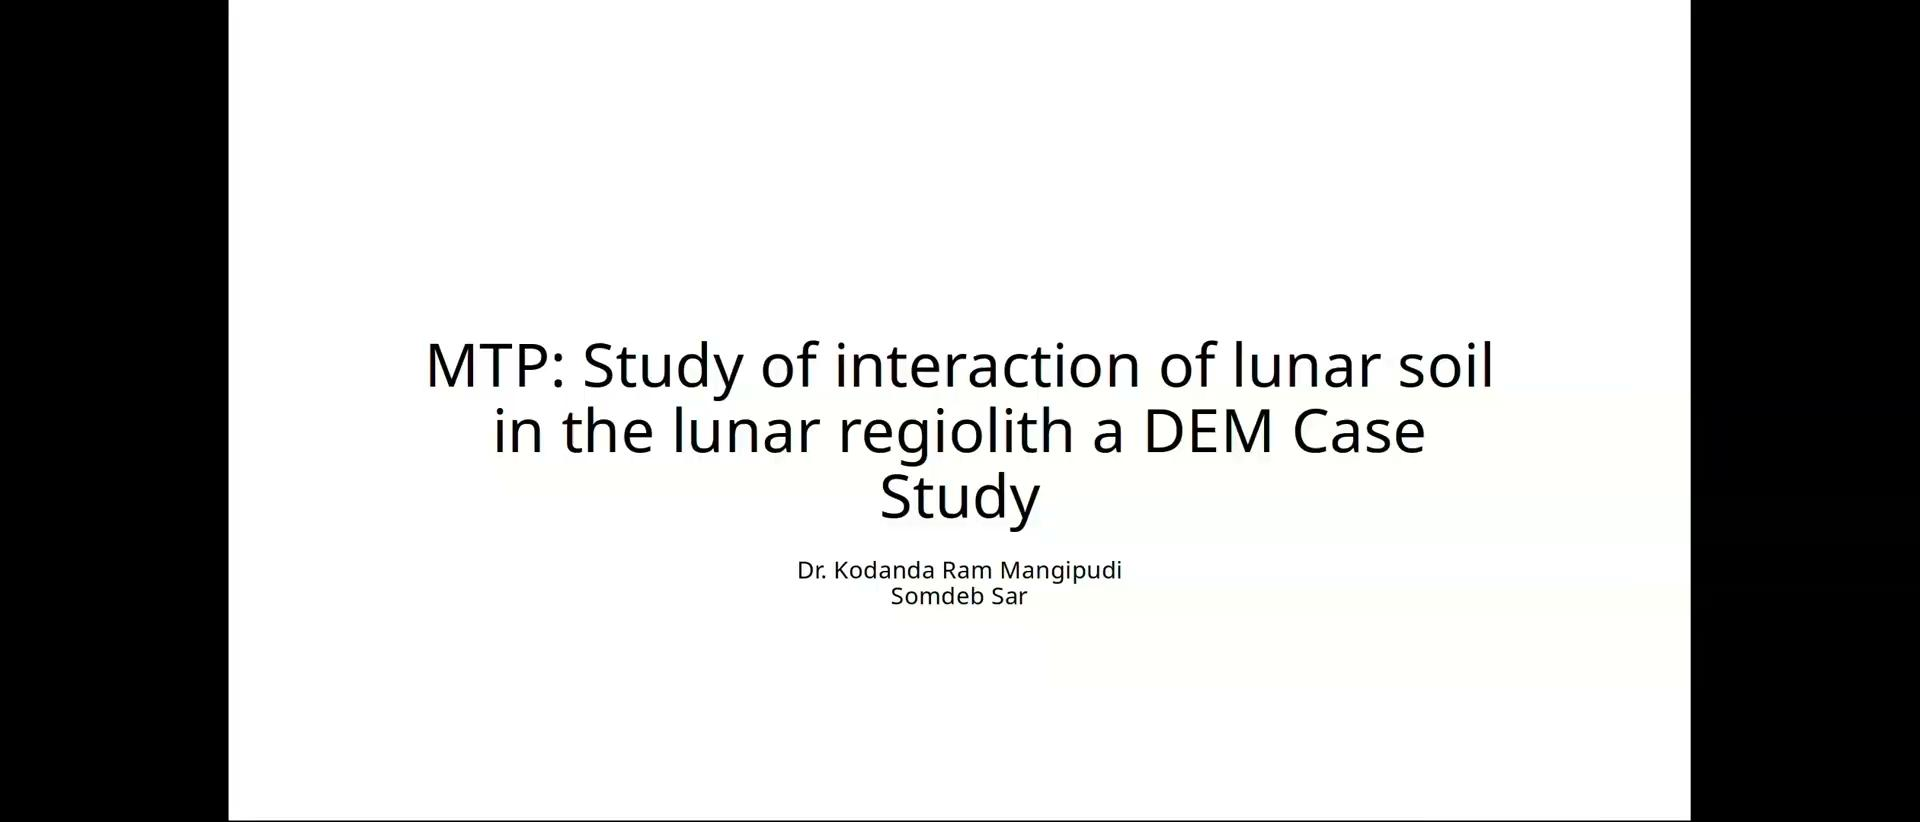 MTP: Study of interaction of lunar soil
in the lunar regiolith a DEM Case
Study
Dr. Kodanda Ram Mangipudi
Somdeb Sar